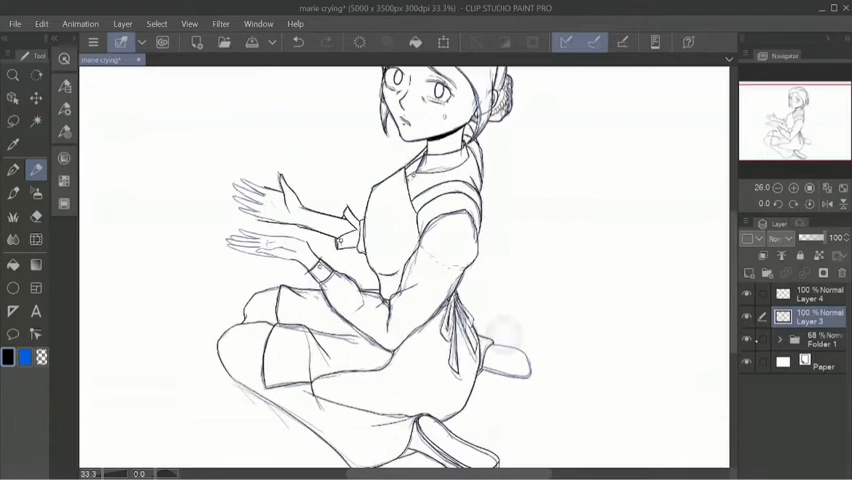 marie crying* (5000 x 3500px 300dpi 33.3%) - CLIP STUDIO PAINT PRO
File Edit Animation Layer Select View Filter Window Help
Tool
marie crying*
Navigator
26.0
0.0
Layer
Nor
100
100 % Normal
Layer 4
100 % Normal
Layer 3
68 % Normal
Folder 1
Paper
33.3
0.0